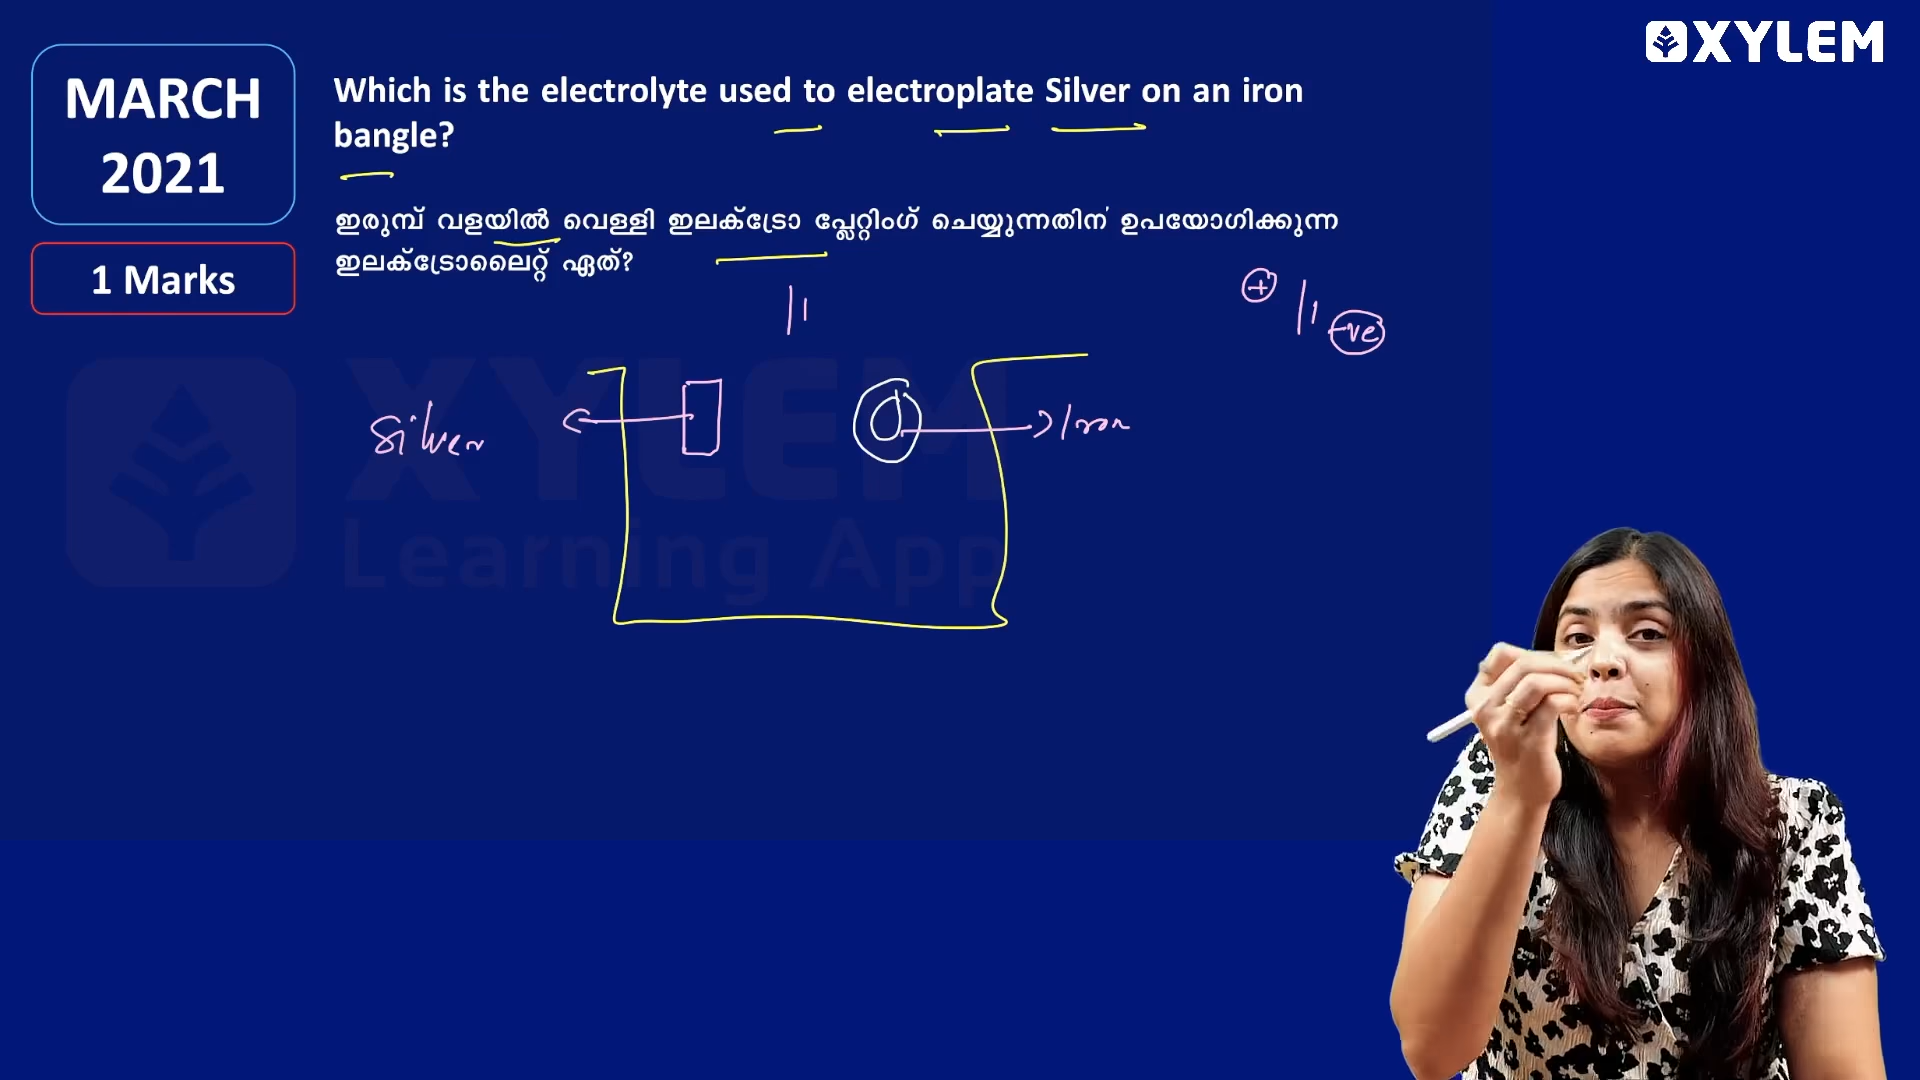 XYLEM
MARCH
2021
1 Marks
Which is the electrolyte used to electroplate Silver on an iron
bangle?
ഇരുമ്പ് വളയിൽ വെള്ളി ഇലക്ട്രോ പ്ലേറ്റിംഗ് ചെയ്യുന്നതിന് ഉപയോഗിക്കുന്ന
ഇലക്ട്രോലൈറ്റ് ഏത്?
+
-ve
Silver
Iron
XYLEM
Learning App